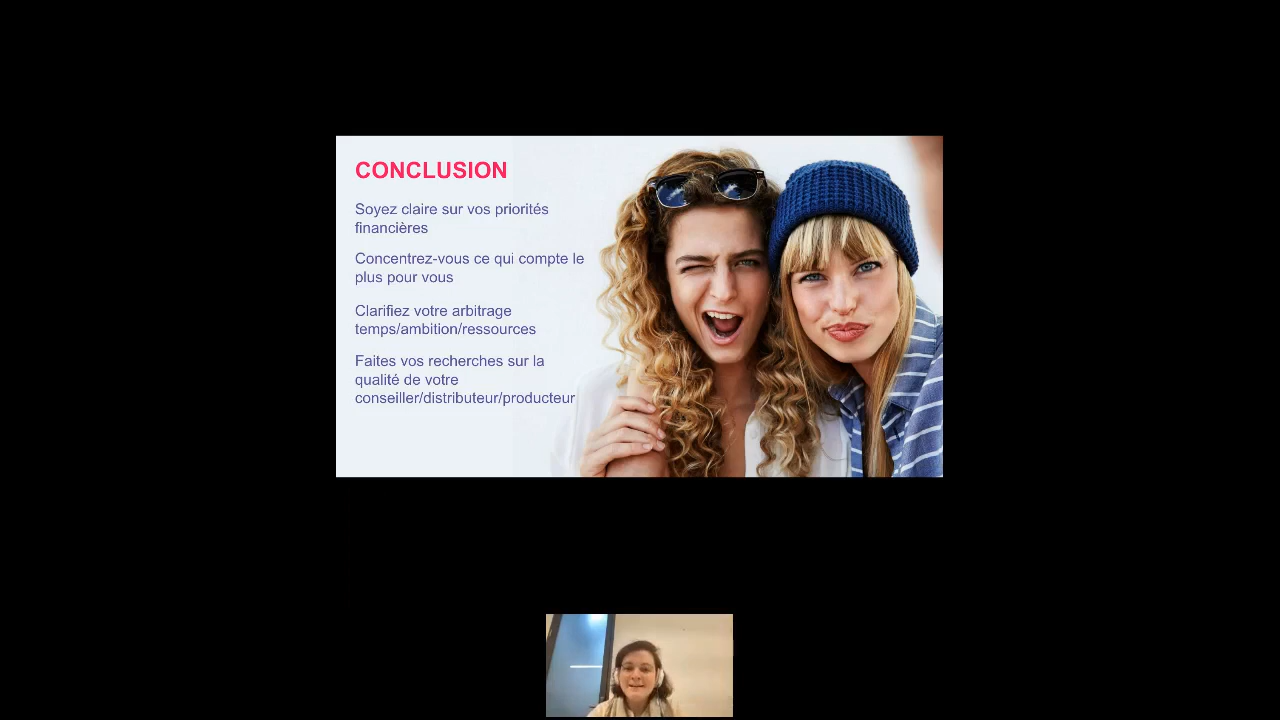 CONCLUSION
Soyez claire sur vos priorités
financières
Concentrez-vous ce qui compte le
plus pour vous
Clarifiez votre arbitrage
temps/ambition/ressources
Faites vos recherches sur la
qualité de votre
conseiller/distributeur/producteur